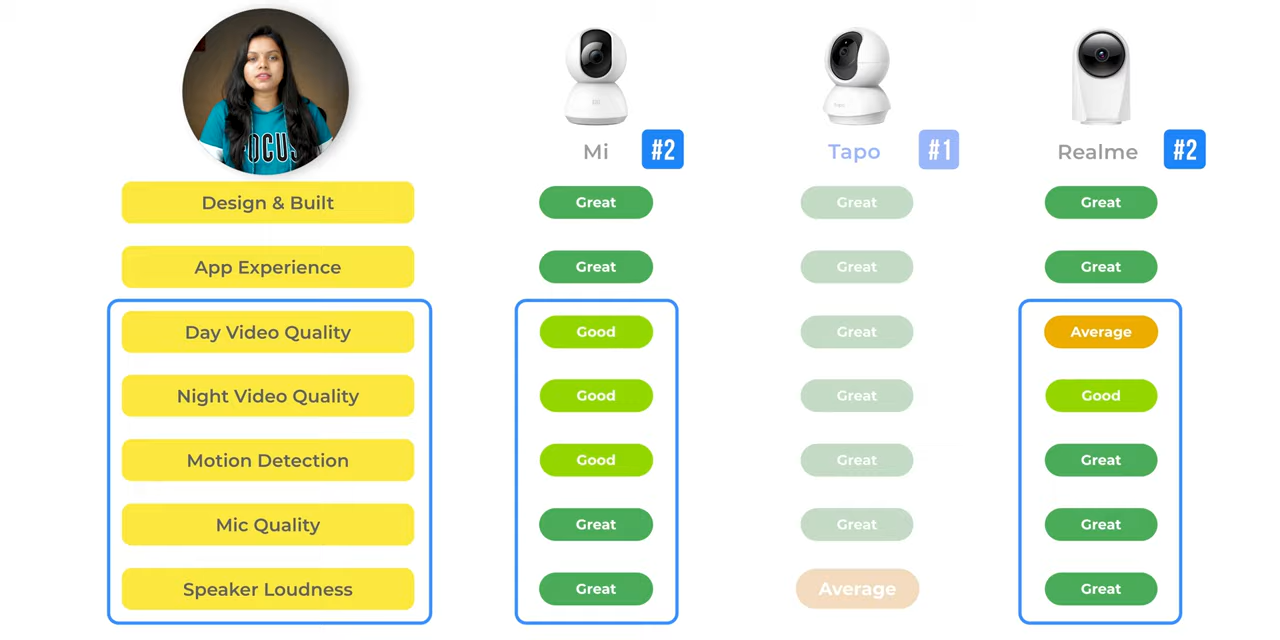 FOCUS
Mi #2 Tapo #1 Realme #2
Design & Built Great Great Great
App Experience Great Great Great
Day Video Quality Good Great Average
Night Video Quality Good Great Good
Motion Detection Good Great Great
Mic Quality Great Great Great
Speaker Loudness Great Average Great